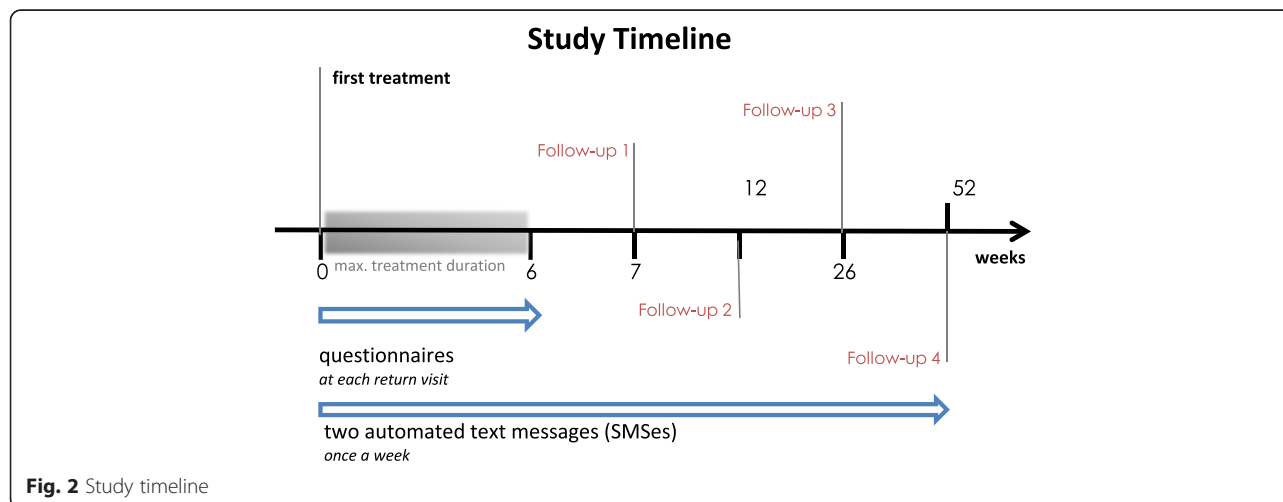 Study Timeline
first treatment
Follow-up 3
Follow-up 1
12
52
0
max. treatment duration
6
7
26
weeks
Follow-up 2
questionnaires
at each return visit
Follow-up 4
two automated text messages (SMSes)
once a week
Fig. 2 Study timeline